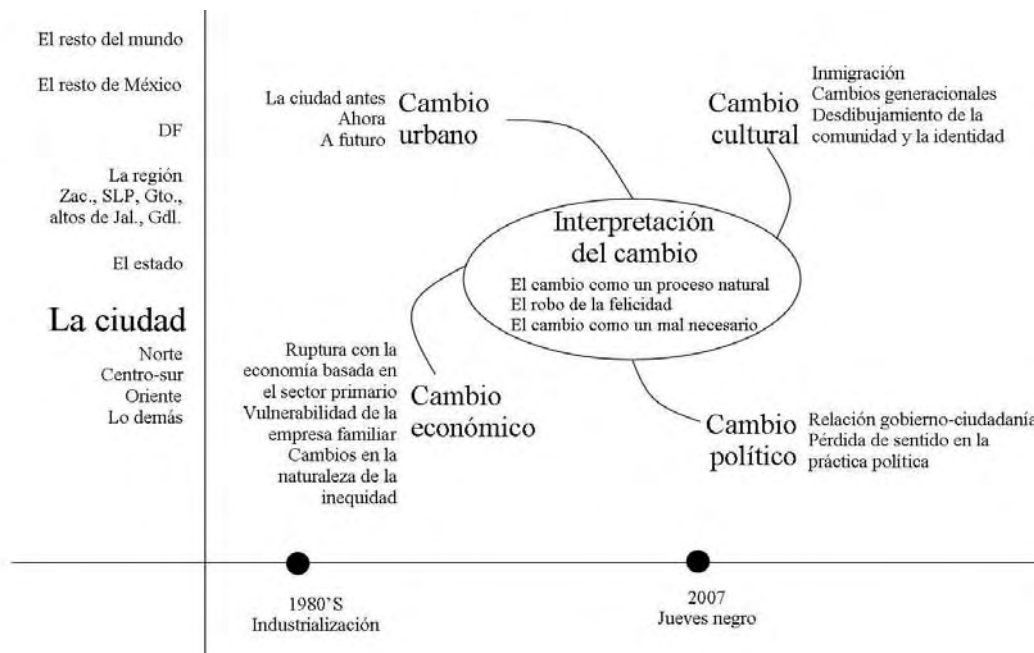 El resto del mundo
El resto de México
DF
La región
Zac., SLP, Gto.,
altos de Jal., Gdl.
El estado
La ciudad
Norte
Centro-sur
Oriente
Lo demás
La ciudad antes
Ahora
A futuro
Cambio
urbano
Cambio
cultural
Inmigración
Cambios generacionales
Desdibujamiento de la
comunidad y la identidad
Interpretación
del cambio
El cambio como un proceso natural
El robo de la felicidad
El cambio como un mal necesario
Ruptura con la
economía basada en
el sector primario
Vulnerabilidad de la
empresa familiar
Cambios en la
naturaleza de la
inequidad
Cambio
económico
Cambio
político
Relación gobierno-ciudadanía
Pérdida de sentido en la
práctica política
1980`S
Industrialización
2007
Jueves negro